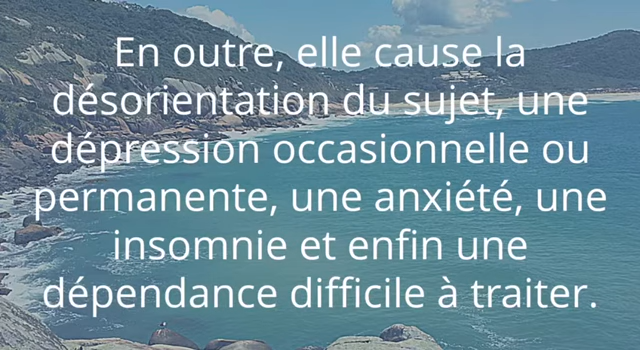 En outre, elle cause la
désorientation du sujet, une
dépression occasionnelle ou
permanente, une anxiété, une
insomnie et enfin une
dépendance difficile à traiter.